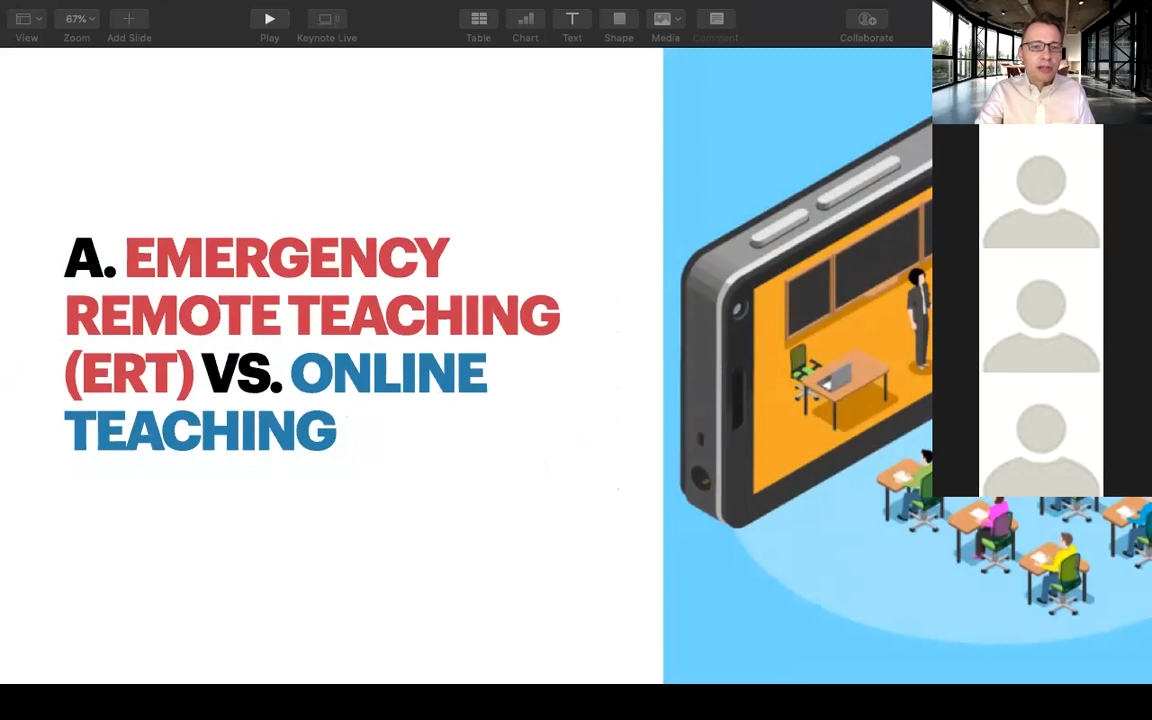 67%
View
Zoom
Add Slide
Play
Keynote Live
Table
Chart
Text
Shape
Media
Comment
Collaborate
A. EMERGENCY
REMOTE TEACHING
(ERT) VS. ONLINE
TEACHING